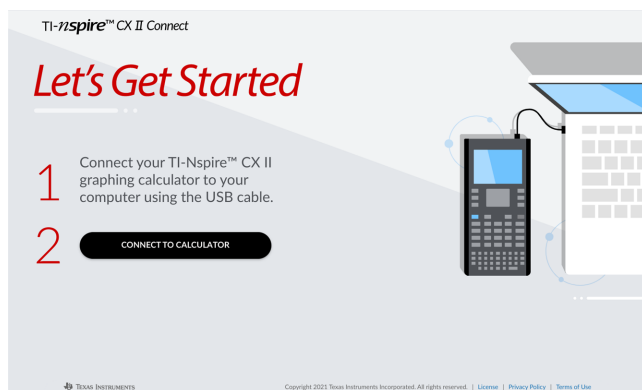 TI-nspire™ CX II Connect
Let's Get Started
1
Connect your TI-Nspire™ CX II
graphing calculator to your
computer using the USB cable.
2
CONNECT TO CALCULATOR
TEXAS INSTRUMENTS
Copyright 2021 Texas Instruments Incorporated. All rights reserved. | License | Privacy Policy | Terms of Use